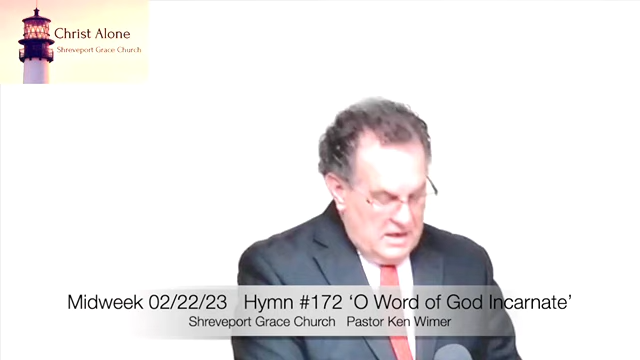 Christ Alone
Shreveport Grace Church
Midweek 02/22/23 Hymn #172 ‘O Word of God Incarnate’
Shreveport Grace Church Pastor Ken Wimer